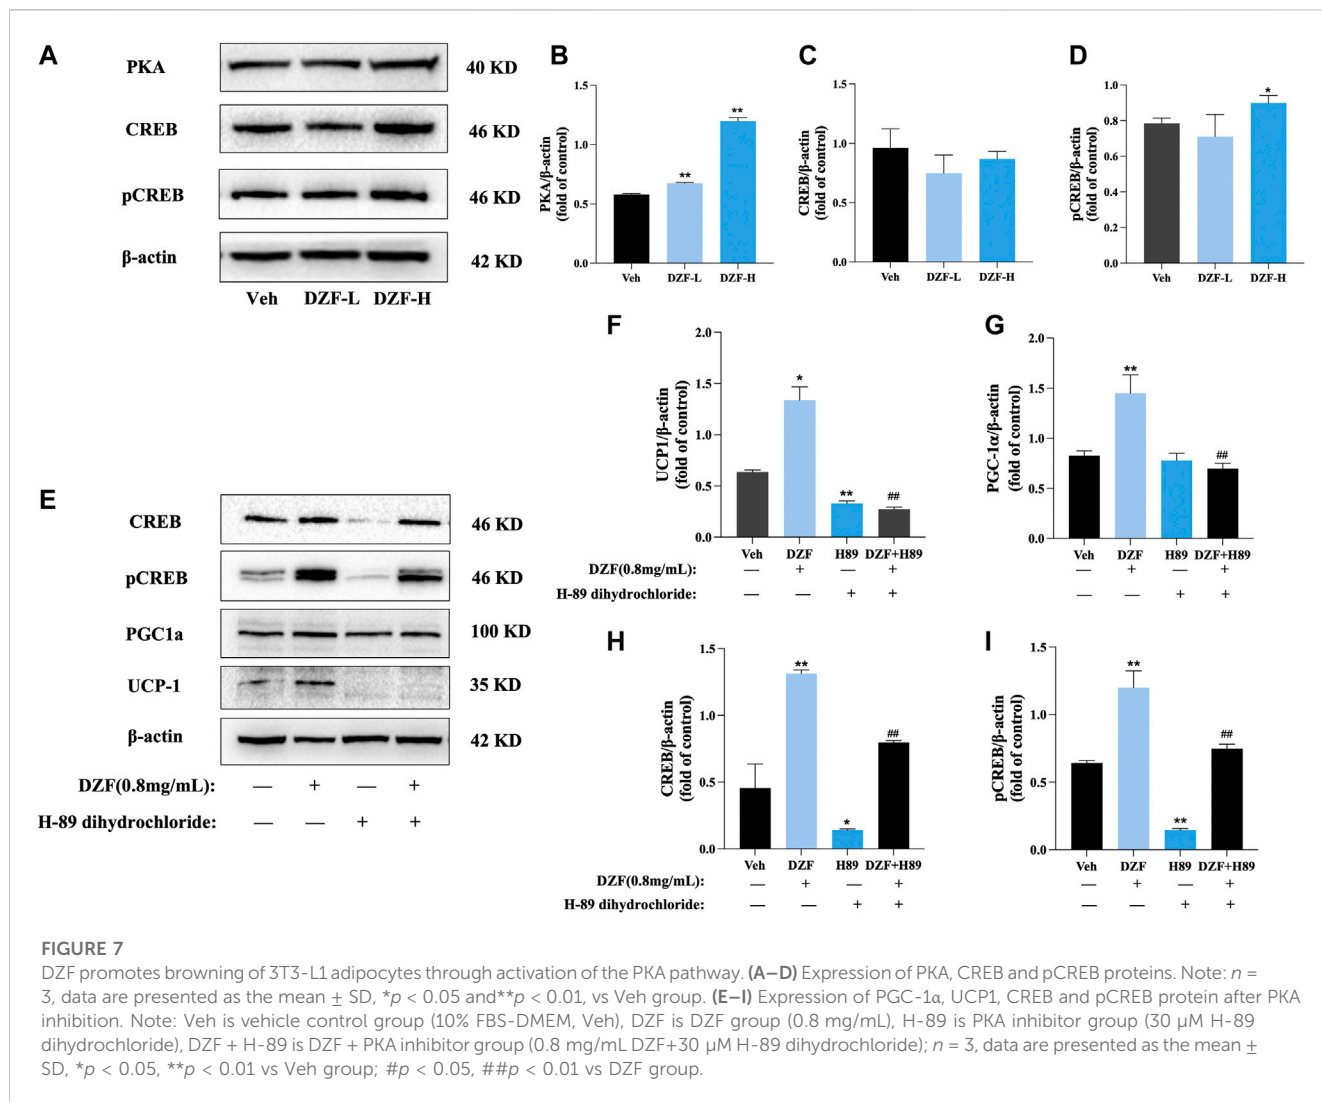 A
PKA
40 KD
CREB
46 KD
pCREB
46 KD
β-actin
42 KD
Veh DZF-L DZF-H
B
PKA/β-actin
(fold of control)
1.5
1.0
0.5
0.0
**
**
Veh DZF-L DZF-H
C
CREB/β-actin
(fold of control)
1.5
1.0
0.5
0.0
Veh DZF-L DZF-H
D
pCREB/β-actin
(fold of control)
1.0
0.8
0.6
0.4
0.2
0.0
*
Veh DZF-L DZF-H
E
CREB
46 KD
pCREB
46 KD
PGC1a
100 KD
UCP-1
35 KD
β-actin
42 KD
DZF(0.8mg/mL): — + — +
H-89 dihydrochloride: — — + +
F
UCP1/β-actin
(fold of control)
2.0
1.5
1.0
0.5
0.0
*
**
##
Veh DZF H89 DZF+H89
DZF(0.8mg/mL): — + — +
H-89 dihydrochloride: — — + +
G
PGC-1α/β-actin
(fold of control)
2.0
1.5
1.0
0.5
0.0
**
##
Veh DZF H89 DZF+H89
— + — +
— — + +
H
CREB/β-actin
(fold of control)
1.5
1.0
0.5
0.0
**
*
##
Veh DZF H89 DZF+H89
DZF(0.8mg/mL): — + — +
H-89 dihydrochloride: — — + +
I
pCREB/β-actin
(fold of control)
1.5
1.0
0.5
0.0
**
**
##
Veh DZF H89 DZF+H89
— + — +
— — + +
FIGURE 7
DZF promotes browning of 3T3-L1 adipocytes through activation of the PKA pathway. (A–D) Expression of PKA, CREB and pCREB proteins. Note: n =
3, data are presented as the mean ± SD, *p < 0.05 and**p < 0.01, vs Veh group. (E–I) Expression of PGC-1α, UCP1, CREB and pCREB protein after PKA
inhibition. Note: Veh is vehicle control group (10% FBS-DMEM, Veh), DZF is DZF group (0.8 mg/mL), H-89 is PKA inhibitor group (30 μM H-89
dihydrochloride), DZF + H-89 is DZF + PKA inhibitor group (0.8 mg/mL DZF+30 μM H-89 dihydrochloride); n = 3, data are presented as the mean ±
SD, *p < 0.05, **p < 0.01 vs Veh group; #p < 0.05, ##p < 0.01 vs DZF group.